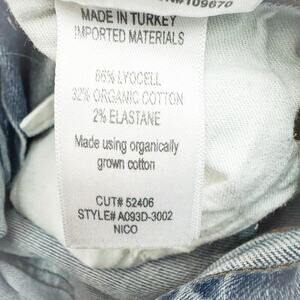 N#109670
MADE IN TURKEY
IMPORTED MATERIALS
66% LYOCELL
32% ORGANIC COTTON
2% ELASTANE
Made using organically
grown cotton
CUT# 52406
STYLE# A093D-3002
NICO